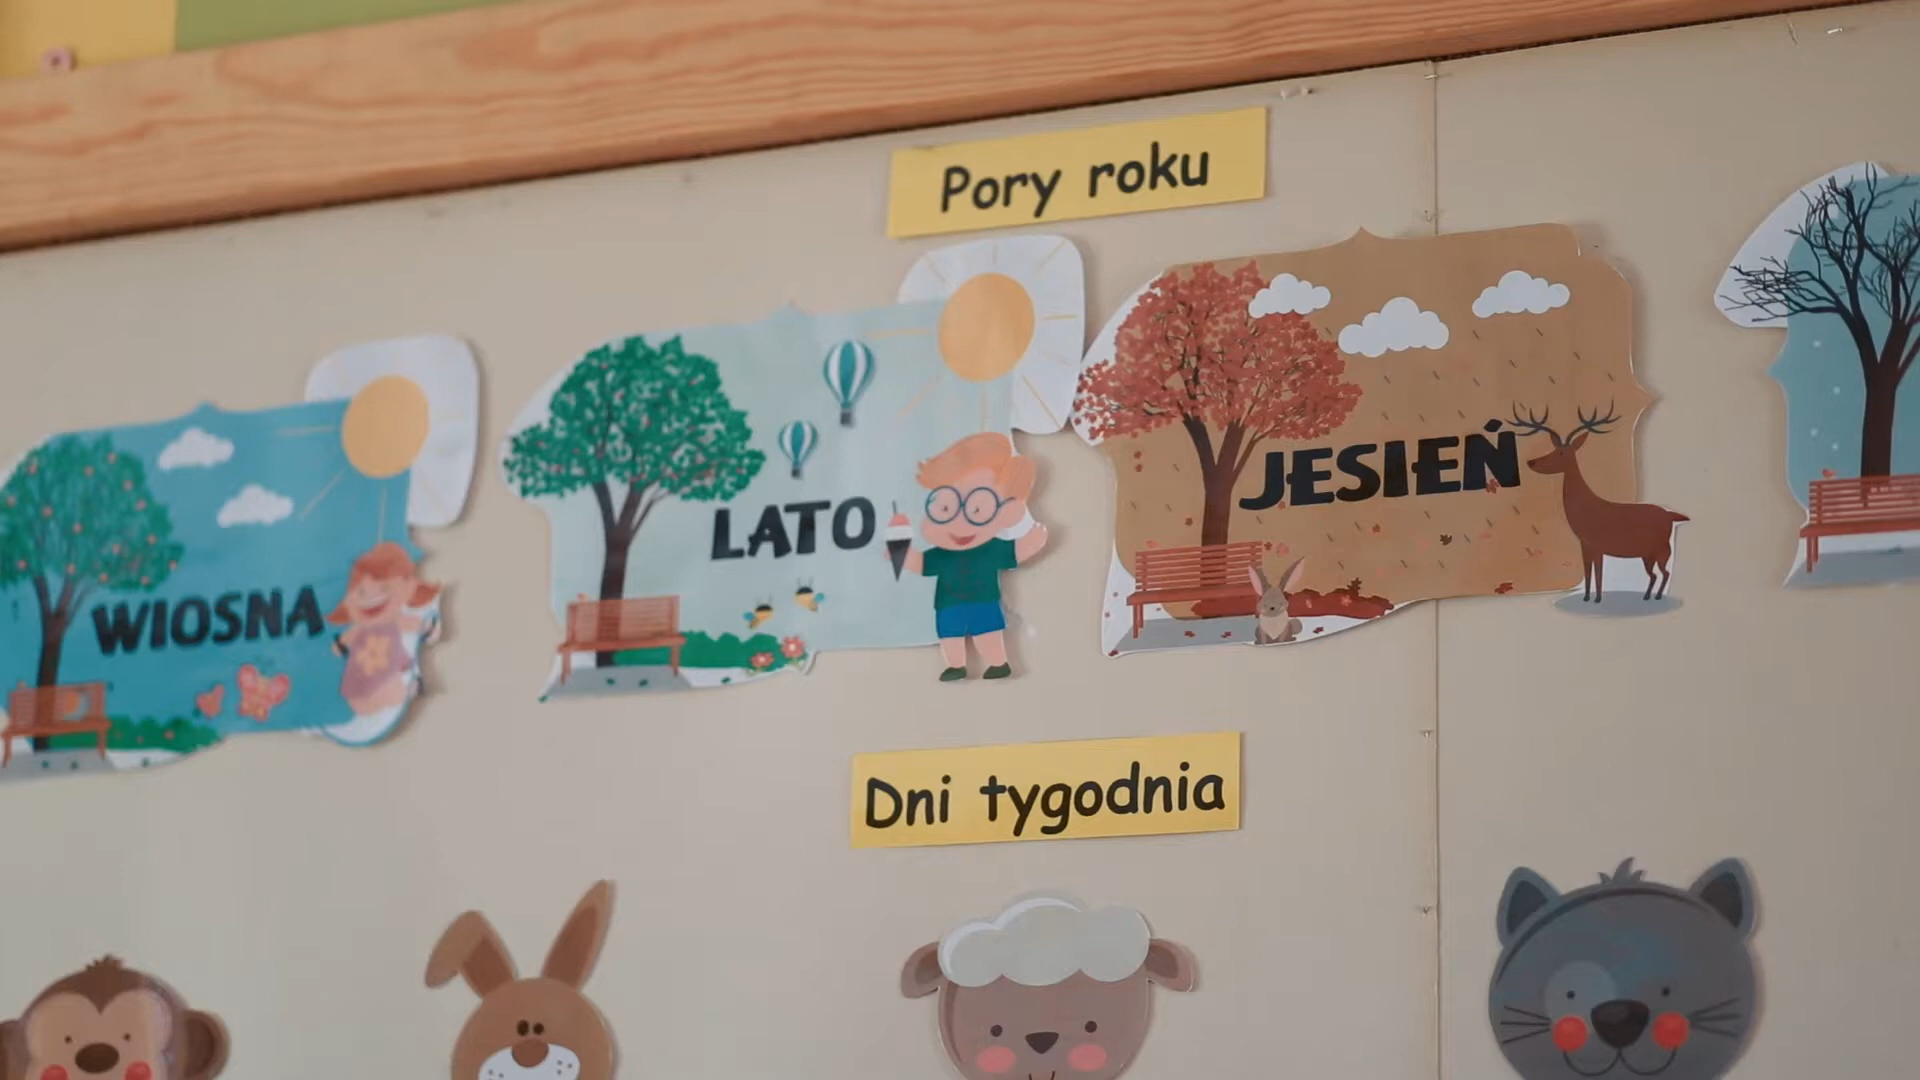 Pory roku
WIOSNA
LATO
JESIEŃ
Dni tygodnia